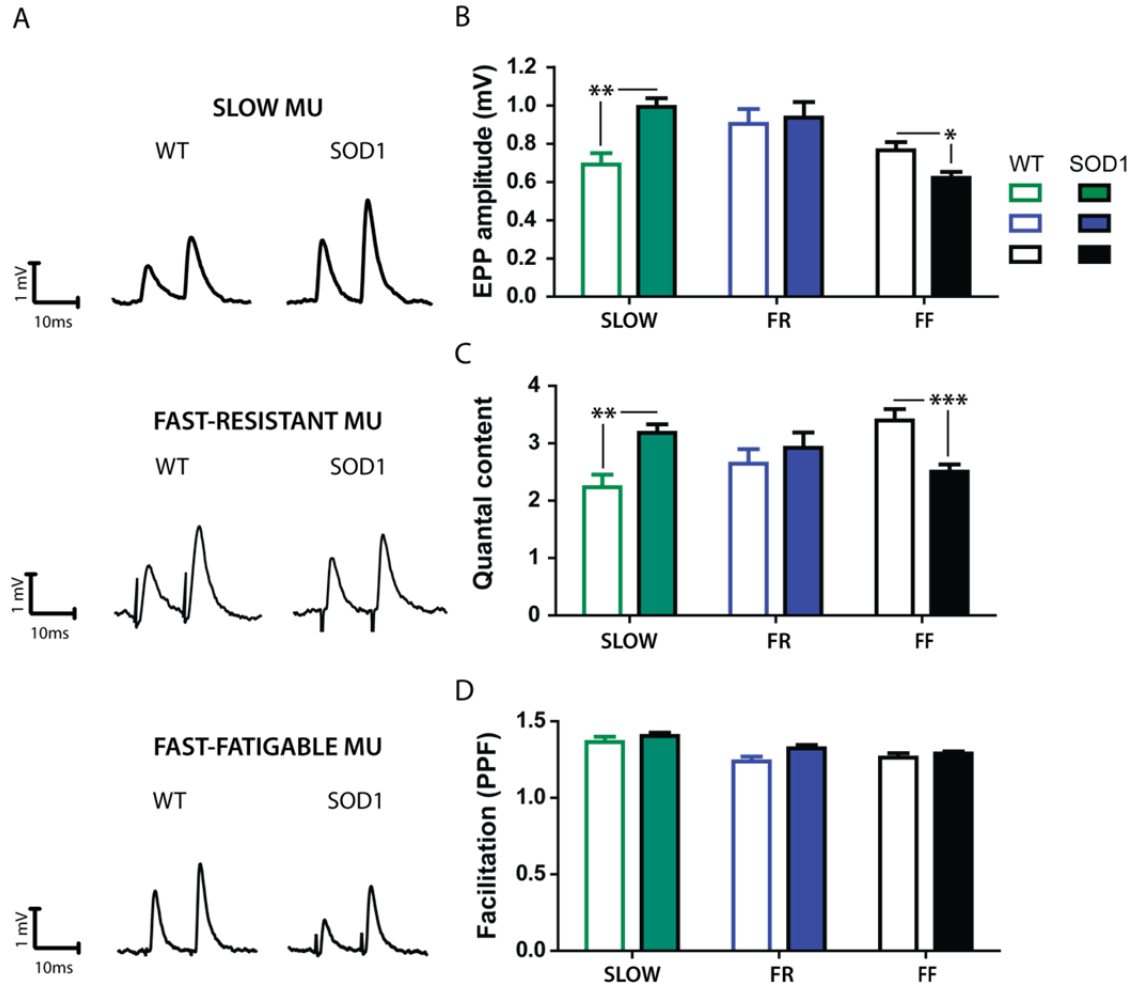 A
SLOW MU
WT SOD1
1 mV
10ms
FAST-RESISTANT MU
WT SOD1
1 mV
10ms
FAST-FATIGABLE MU
WT SOD1
1 mV
10ms
B
EPP amplitude (mV)
1.2
1.0
0.8
0.6
0.4
0.2
0.0
** *
SLOW FR FF
WT SOD1
C
Quantal content
4
3
2
1
0
** ***
SLOW FR FF
D
Facilitation (PPF)
1.5
1.0
0.5
0.0
SLOW FR FF